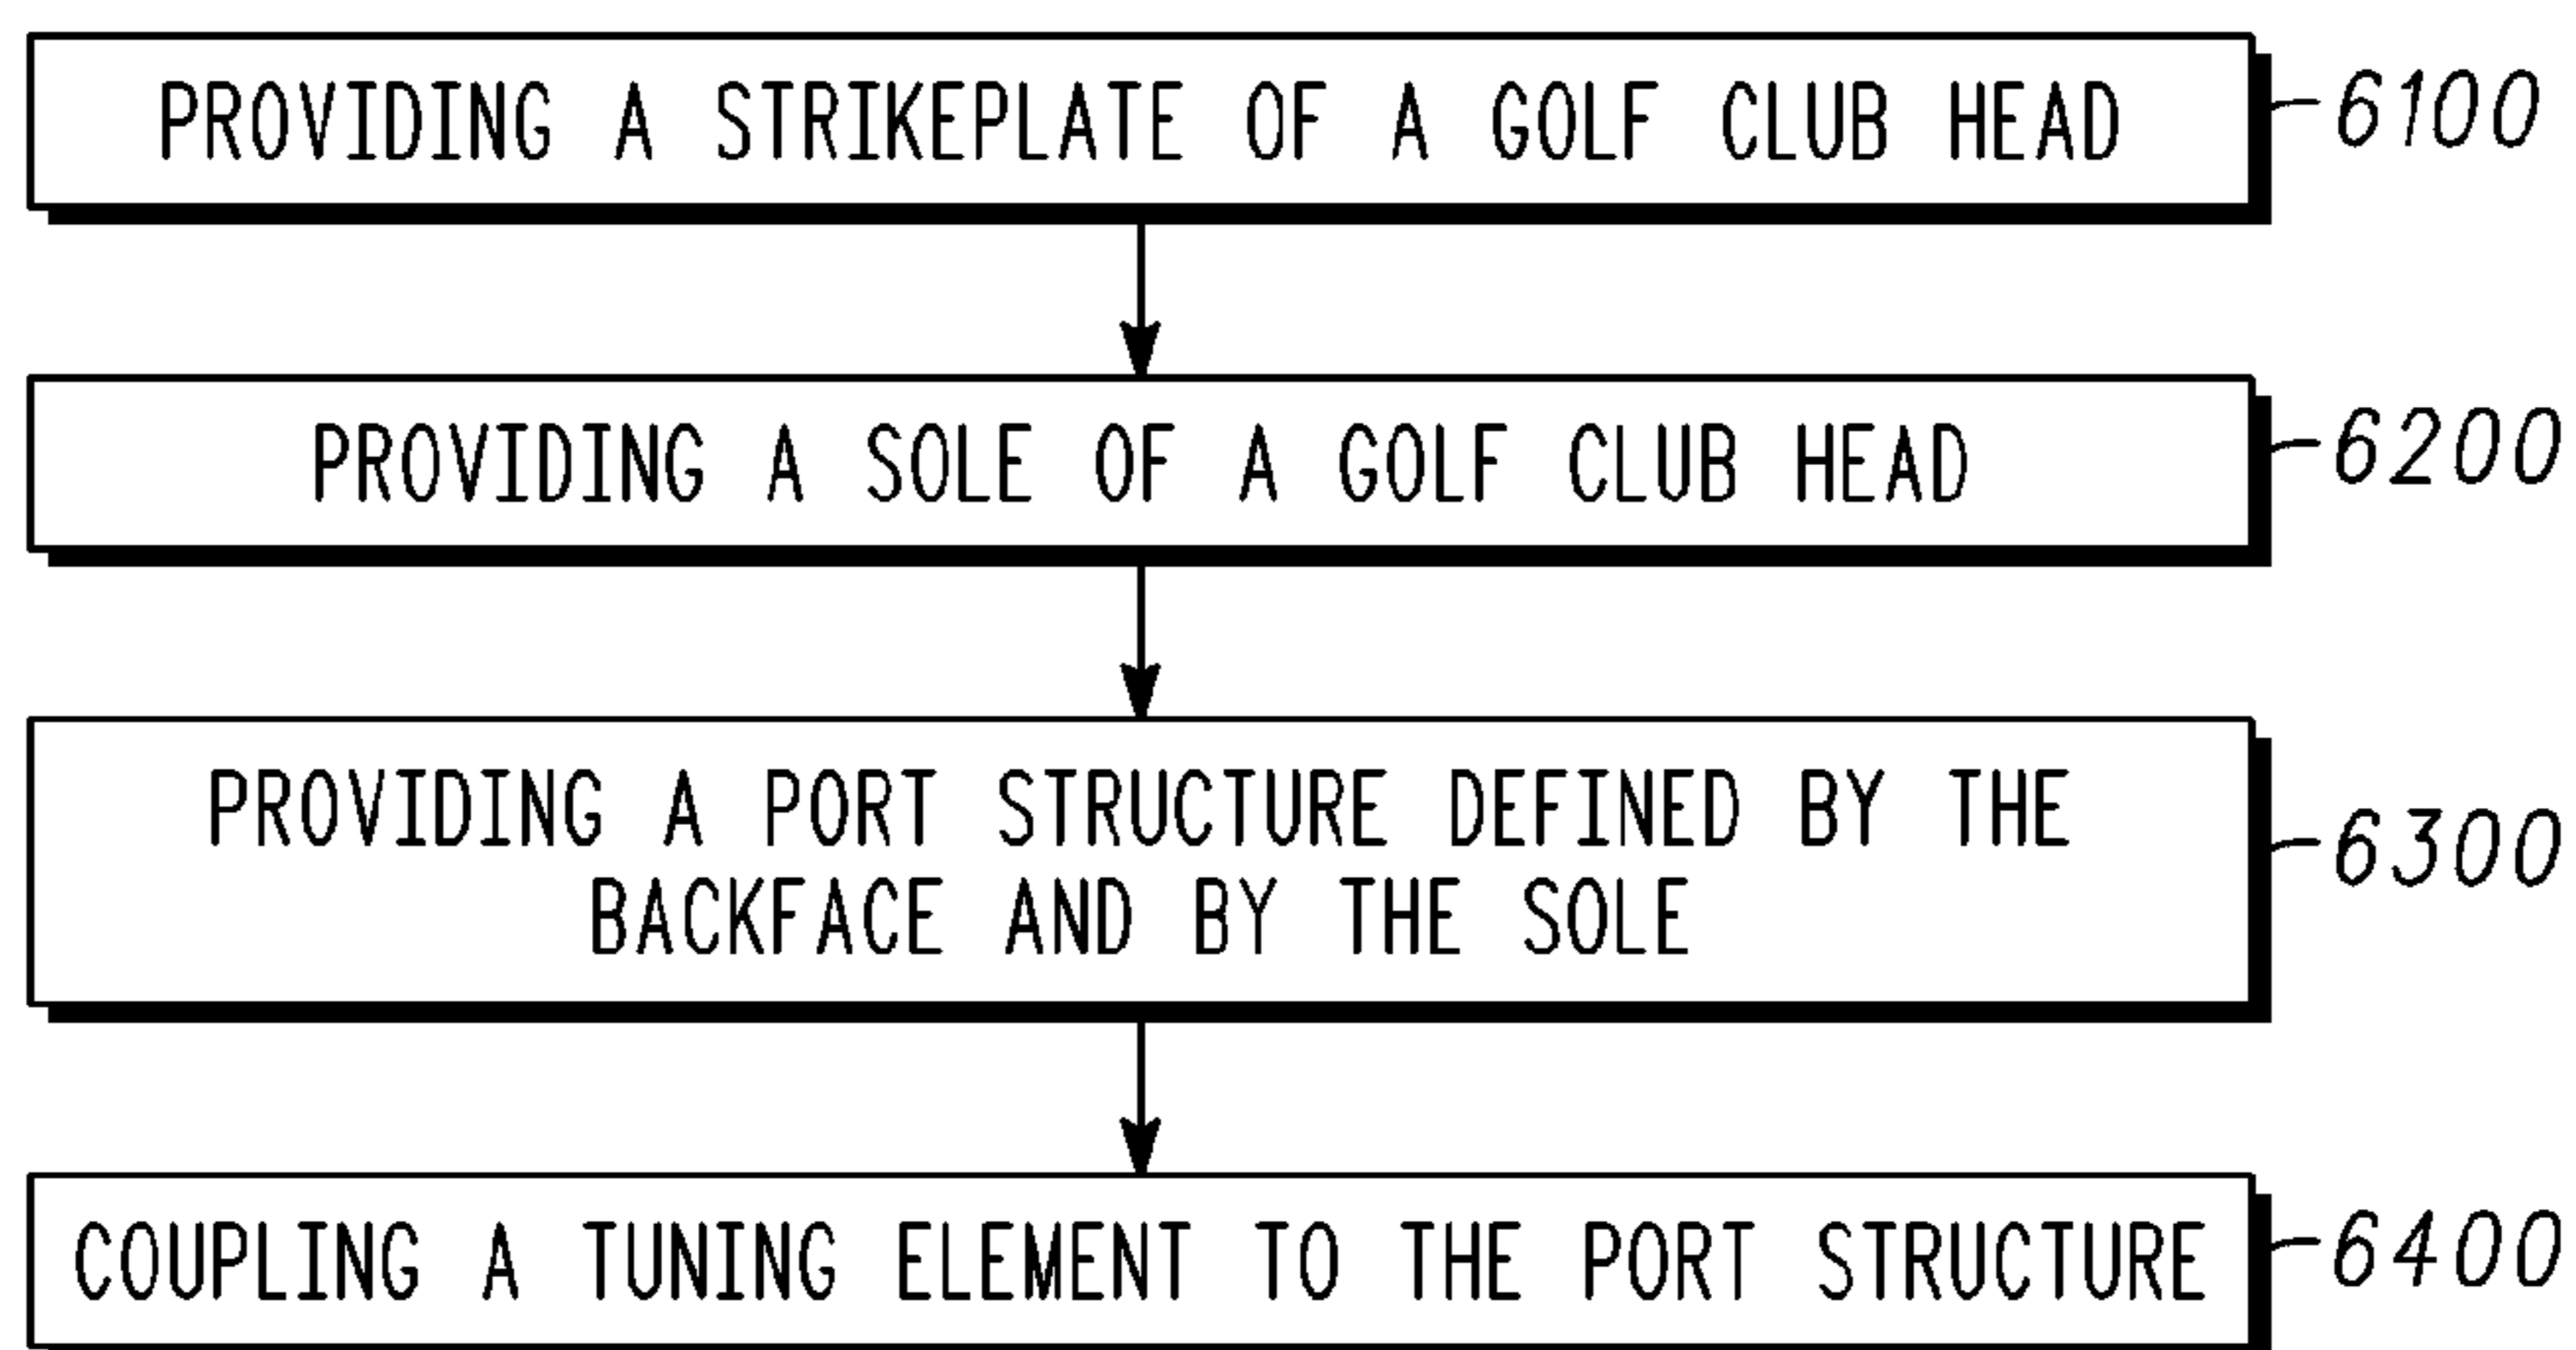 PROVIDING A STRIKEPLATE OF A GOLF CLUB HEAD
6100
PROVIDING A SOLE OF A GOLF CLUB HEAD
6200
PROVIDING A PORT STRUCTURE DEFINED BY THE
BACKFACE AND BY THE SOLE
6300
COUPLING A TUNING ELEMENT TO THE PORT STRUCTURE
6400